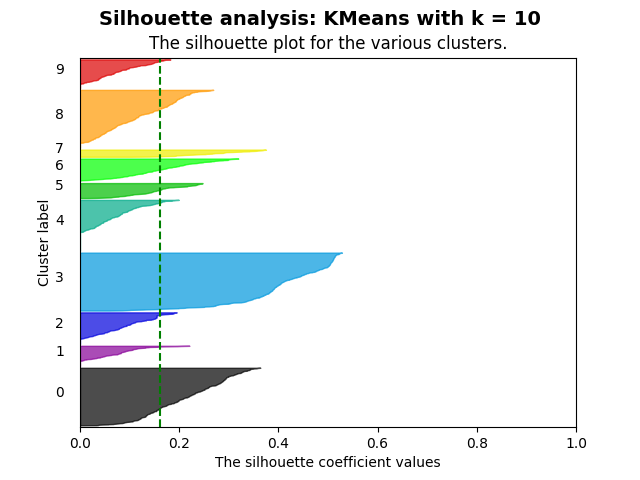 Silhouette analysis: KMeans with k = 10
The silhouette plot for the various clusters.
Cluster label
9
8
7
6
5
4
3
2
1
0
0.0 0.2 0.4 0.6 0.8 1.0
The silhouette coefficient values